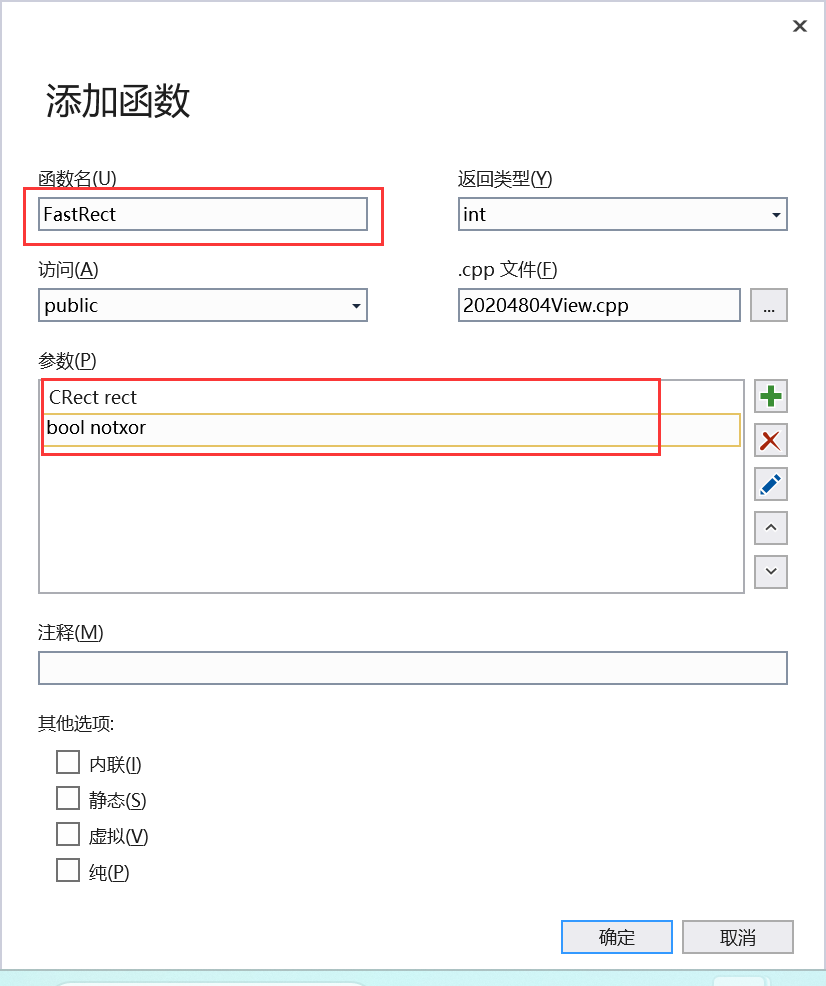 添加函数
函数名(U)
返回类型(Y)
FastRect
int
访问(A)
.cpp 文件(F)
public
20204804View.cpp
...
参数(P)
CRect rect
bool notxor
注释(M)
其他选项:
内联(I)
静态(S)
虚拟(V)
纯(P)
确定
取消